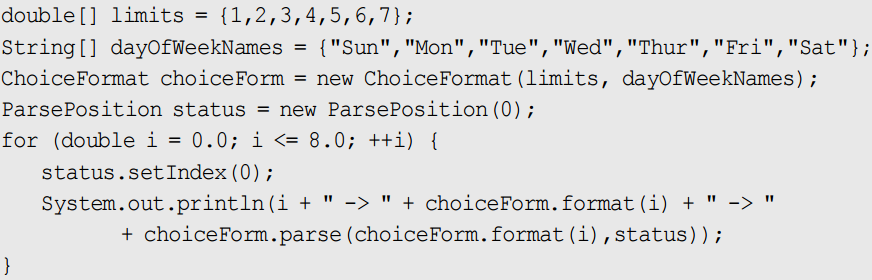 double[] limits = {1,2,3,4,5,6,7};
String[] dayOfWeekNames = {"Sun","Mon","Tue","Wed","Thur","Fri","Sat"};
ChoiceFormat choiceForm = new ChoiceFormat(limits, dayOfWeekNames);
ParsePosition status = new ParsePosition(0);
for (double i = 0.0; i <= 8.0; ++i) {
    status.setIndex(0);
    System.out.println(i + " -> " + choiceForm.format(i) + " -> "
            + choiceForm.parse(choiceForm.format(i),status));
}